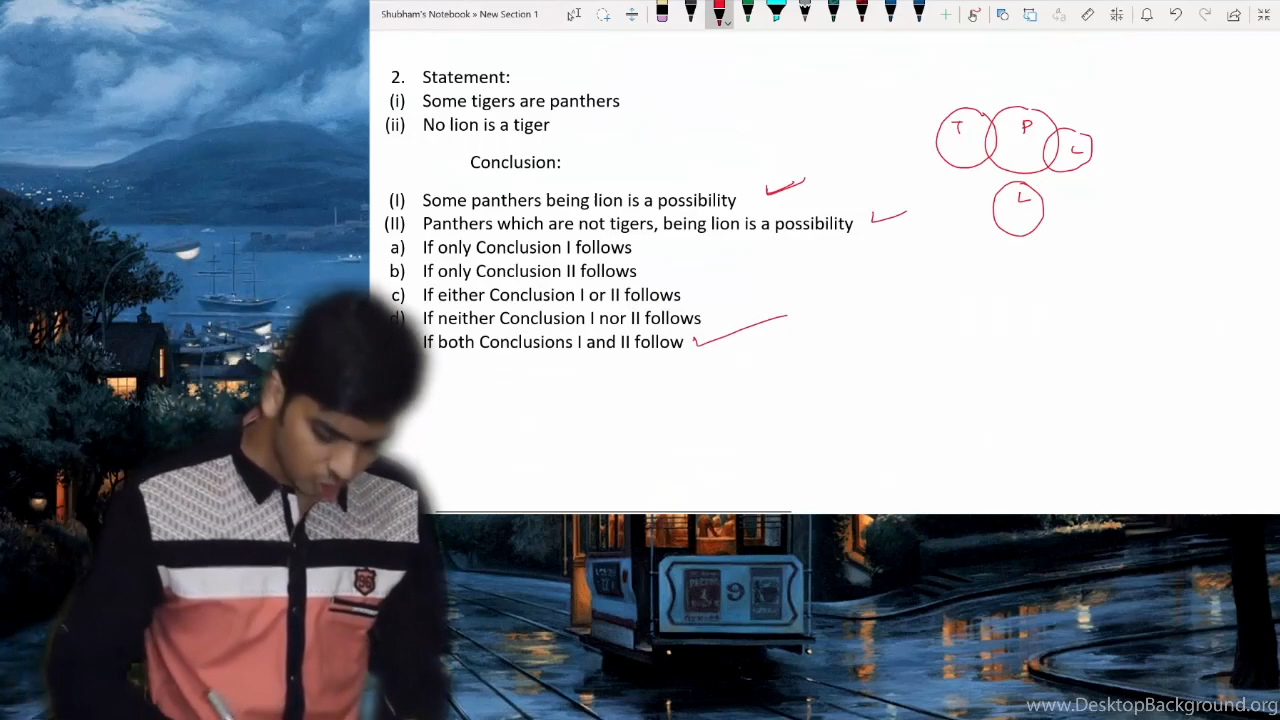 Shubham's Notebook » New Section 1
2. Statement:
(i) Some tigers are panthers
(ii) No lion is a tiger
Conclusion:
(I) Some panthers being lion is a possibility
(II) Panthers which are not tigers, being lion is a possibility
a) If only Conclusion I follows
b) If only Conclusion II follows
c) If either Conclusion I or II follows
d) If neither Conclusion I nor II follows
If both Conclusions I and II follow
T P L
L
9
www.DesktopBackground.org